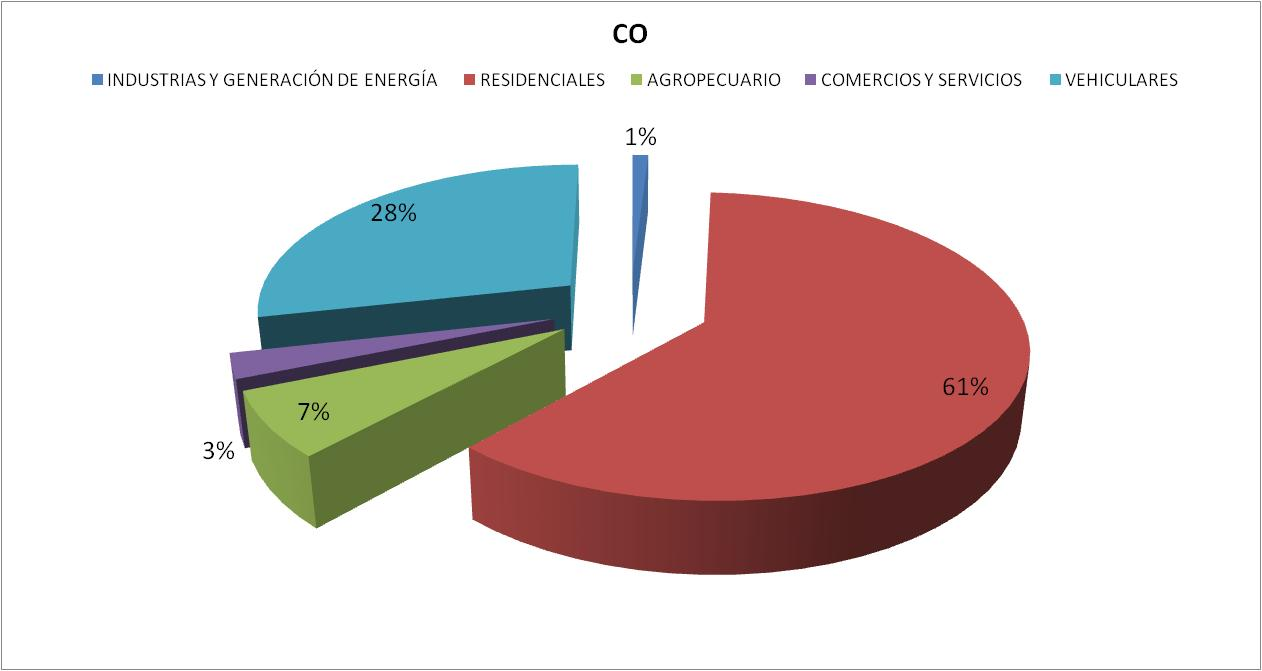 CO
INDUSTRIAS Y GENERACIÓN DE ENERGÍA RESIDENCIALES AGROPECUARIO COMERCIOS Y SERVICIOS VEHICULARES
1%
28%
61%
7%
3%